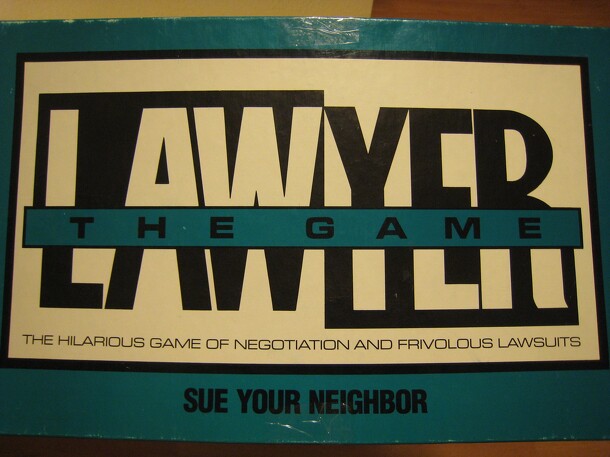 LAWYER
THE GAME
THE HILARIOUS GAME OF NEGOTIATION AND FRIVOLOUS LAWSUITS
SUE YOUR NEIGHBOR